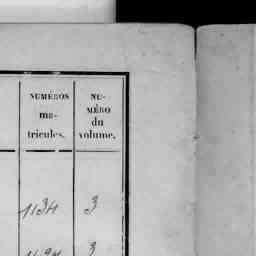 NUMÉROS
ma-
tricules.
NU-
MÉRO
du
volume.
1134 3
3